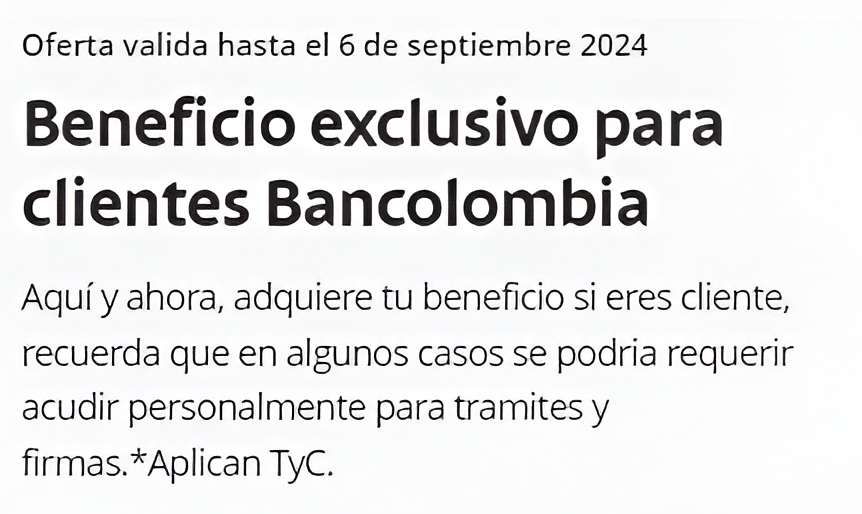 Oferta valida hasta el 6 de septiembre 2024
Beneficio exclusivo para
clientes Bancolombia
Aquí y ahora, adquiere tu beneficio si eres cliente,
recuerda que en algunos casos se podria requerir
acudir personalmente para tramites y
firmas.*Aplican TyC.